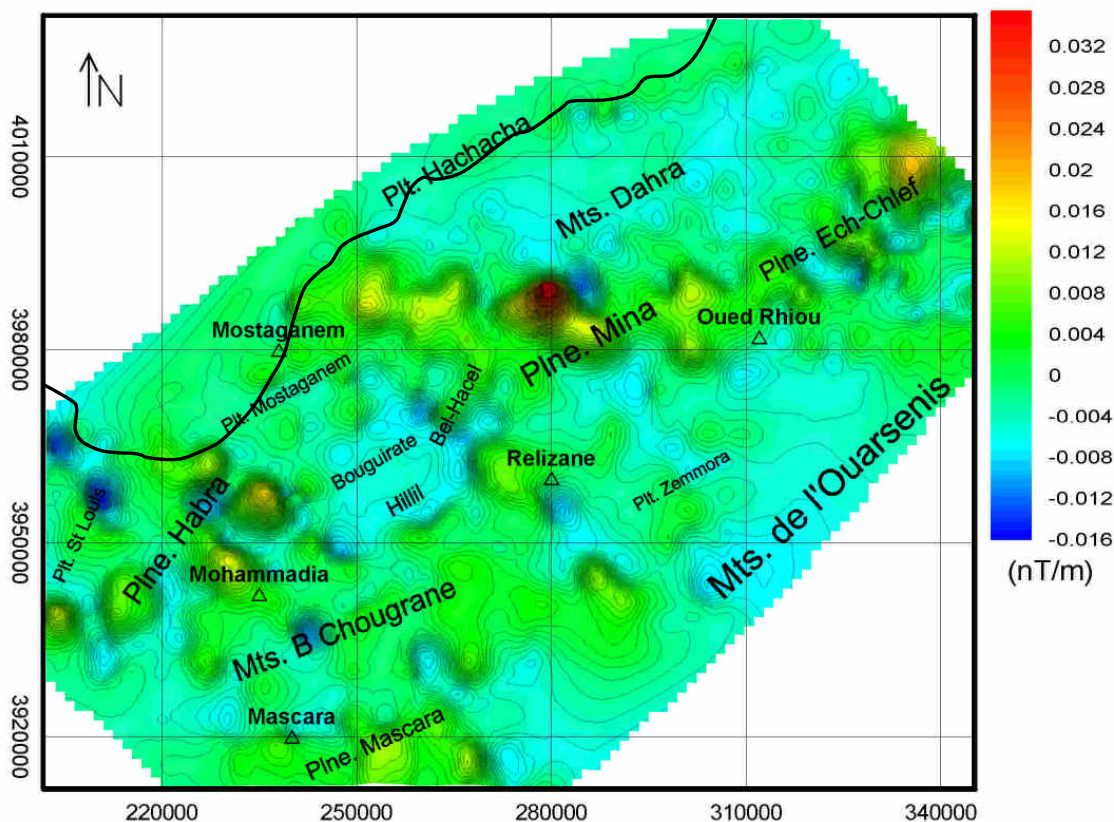 N
0.032
0.028
0.024
0.02
0.016
0.012
0.008
0.004
0
-0.004
-0.008
-0.012
-0.016
(nT/m)
4010000
3980000
3950000
3920000
220000
250000
280000
310000
340000
Plt. Hachacha
Mts. Dahra
Plne. Ech-Chlef
Mostaganem
Plne. Mina
Oued Rhiou
Plt. Mostaganem
Bel-Hacel
Bouguirate
Hillil
Relizane
Plt. Zemmora
Mts. de l'Ouarsenis
Plt. St Louis
Plne. Habra
Mohammadia
Mts. B Chougrane
Mascara
Plne. Mascara